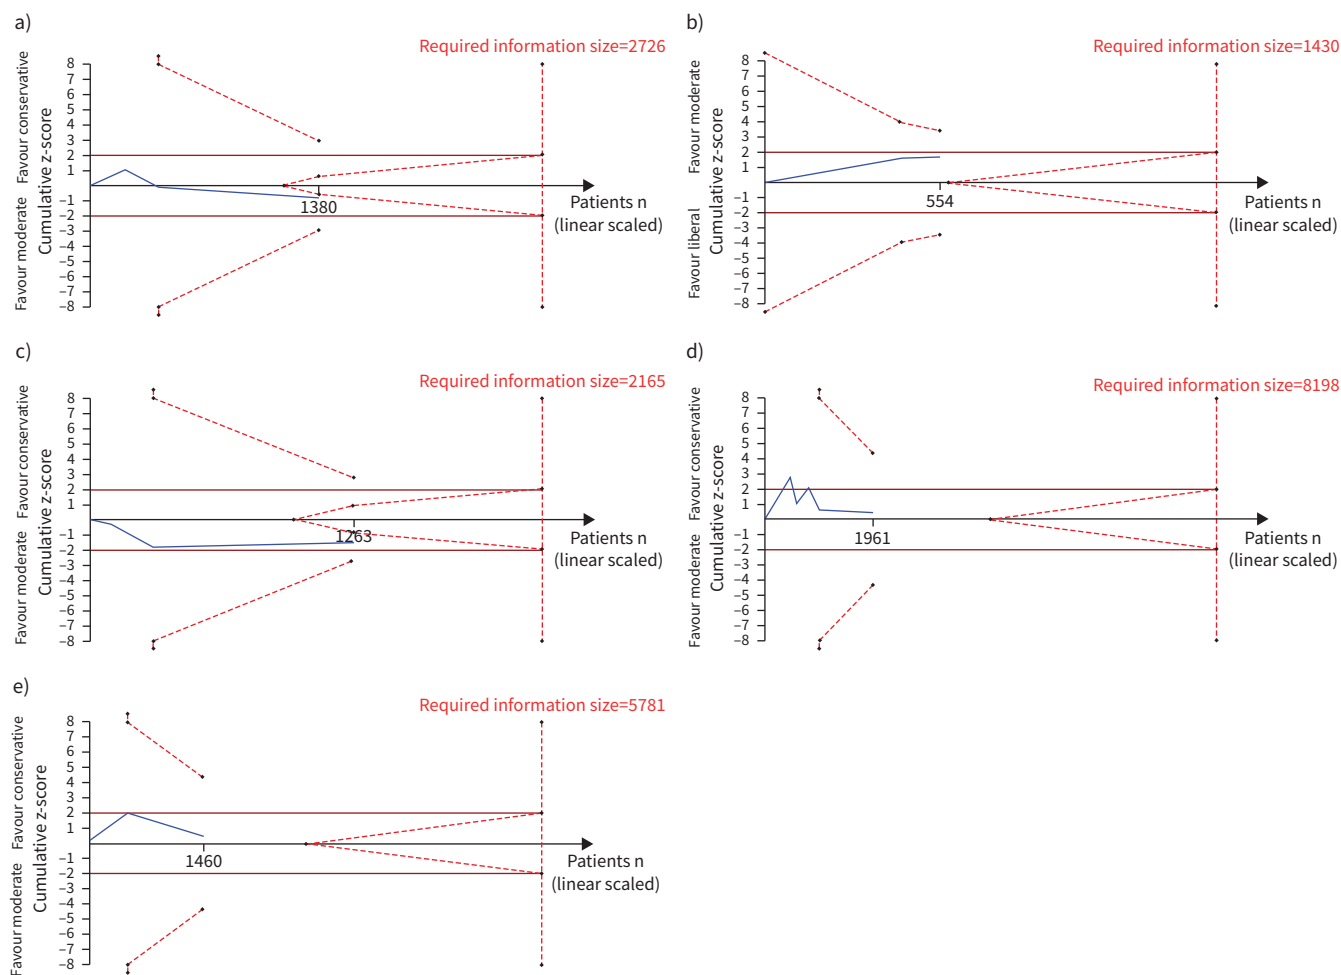 a)
Required information size=2726
Favour conservative
Favour moderate
Cumulative z-score
8
7
6
5
4
3
2
1
–1
–2
–3
–4
–5
–6
–7
–8
1380
Patients n
(linear scaled)
b)
Required information size=1430
Favour moderate
Favour liberal
Cumulative z-score
8
7
6
5
4
3
2
1
–1
–2
–3
–4
–5
–6
–7
–8
554
Patients n
(linear scaled)
c)
Required information size=2165
Favour conservative
Favour moderate
Cumulative z-score
8
7
6
5
4
3
2
1
–1
–2
–3
–4
–5
–6
–7
–8
1263
Patients n
(linear scaled)
d)
Required information size=8198
Favour conservative
Favour moderate
Cumulative z-score
8
7
6
5
4
3
2
1
–1
–2
–3
–4
–5
–6
–7
–8
1961
Patients n
(linear scaled)
e)
Required information size=5781
Favour conservative
Favour moderate
Cumulative z-score
8
7
6
5
4
3
2
1
–1
–2
–3
–4
–5
–6
–7
–8
1460
Patients n
(linear scaled)